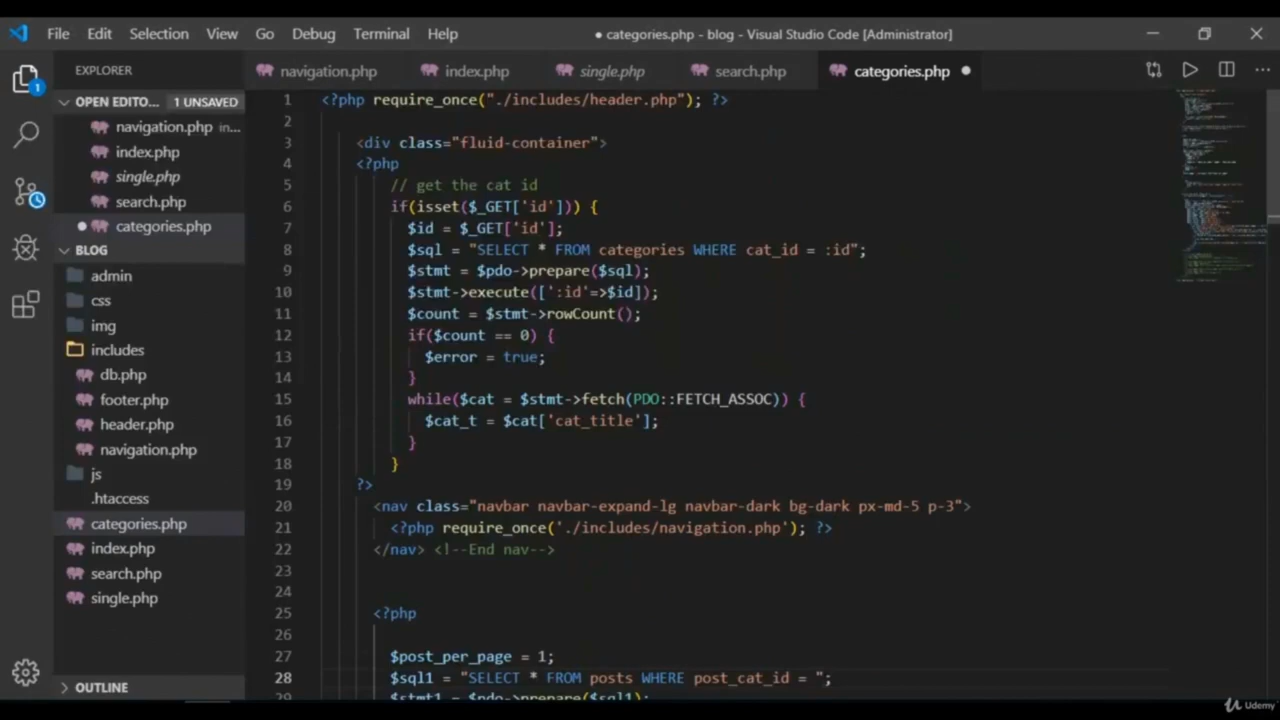 File Edit Selection View Go Debug Terminal Help ● categories.php - blog - Visual Studio Code [Administrator]
EXPLORER
navigation.php index.php single.php search.php categories.php ●
OPEN EDITO... 1 UNSAVED
navigation.php in...
index.php
single.php
search.php
● categories.php
BLOG
admin
css
img
includes
db.php
footer.php
header.php
navigation.php
js
.htaccess
categories.php
index.php
search.php
single.php
OUTLINE
1
1 <?php require_once("./includes/header.php"); ?>
2
3 <div class="fluid-container">
4 <?php
5 // get the cat id
6 if(isset($_GET['id'])) {
7 $id = $_GET['id'];
8 $sql = "SELECT * FROM categories WHERE cat_id = :id";
9 $stmt = $pdo->prepare($sql);
10 $stmt->execute([':id'=>$id]);
11 $count = $stmt->rowCount();
12 if($count == 0) {
13 $error = true;
14 }
15 while($cat = $stmt->fetch(PDO::FETCH_ASSOC)) {
16 $cat_t = $cat['cat_title'];
17 }
18 }
19 ?>
20 <nav class="navbar navbar-expand-lg navbar-dark bg-dark px-md-5 p-3">
21 <?php require_once('./includes/navigation.php'); ?>
22 </nav> <!--End nav-->
23
24
25 <?php
26
27 $post_per_page = 1;
28 $sql1 = "SELECT * FROM posts WHERE post_cat_id = ";
29 $stmt1 = $pdo->prepare($sql1);
Udemy